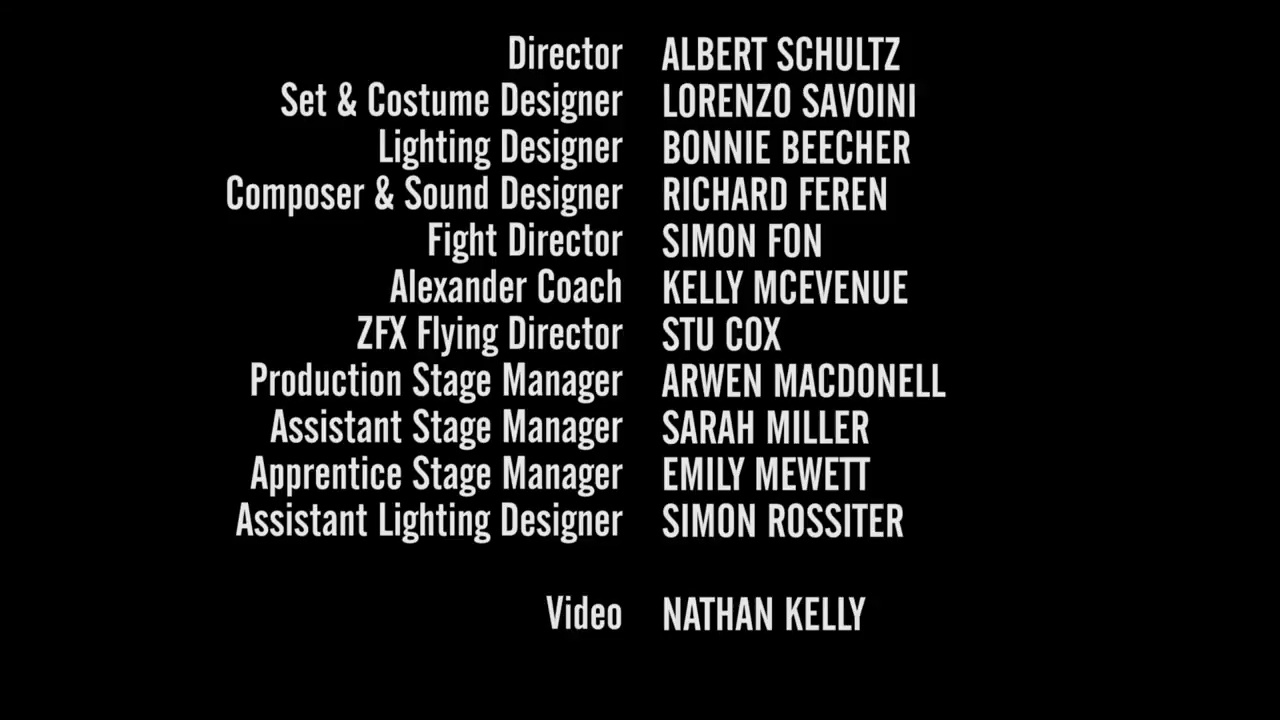 Director ALBERT SCHULTZ
Set & Costume Designer LORENZO SAVOINI
Lighting Designer BONNIE BEECHER
Composer & Sound Designer RICHARD FEREN
Fight Director SIMON FON
Alexander Coach KELLY MCEVENUE
ZFX Flying Director STU COX
Production Stage Manager ARWEN MACDONELL
Assistant Stage Manager SARAH MILLER
Apprentice Stage Manager EMILY MEWETT
Assistant Lighting Designer SIMON ROSSITER
Video NATHAN KELLY